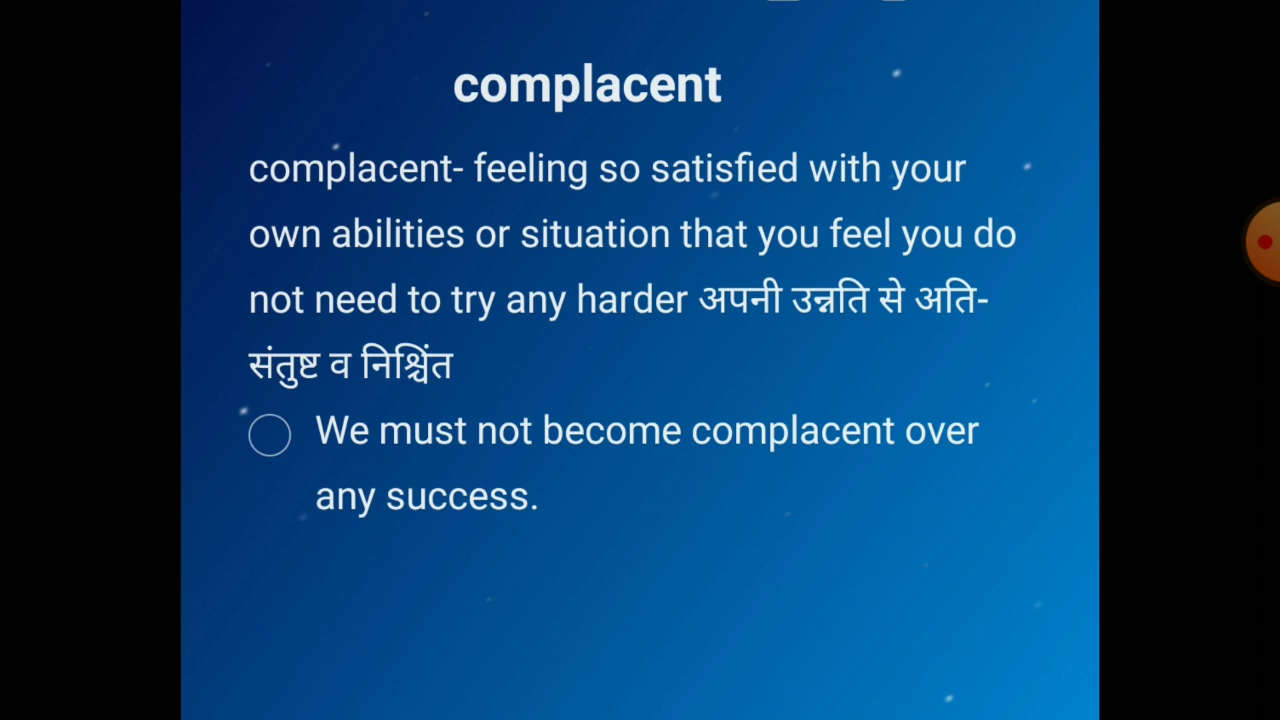 complacent
complacent- feeling so satisfied with your
own abilities or situation that you feel you do
not need to try any harder अपनी उन्नति से अति-
संतुष्ट व निश्चिंत
We must not become complacent over
any success.